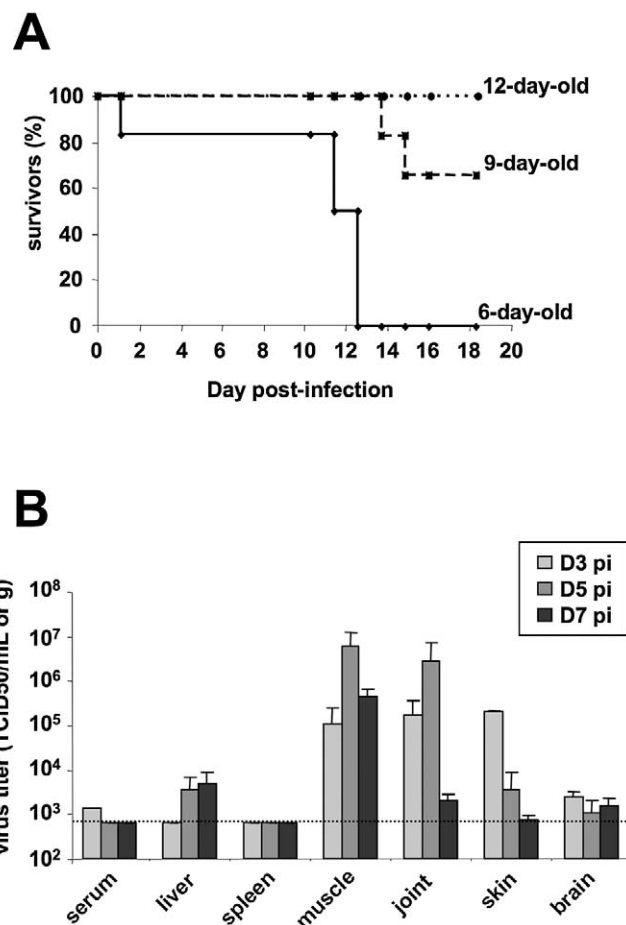 A
survivors (%)
100
80
60
40
20
0
0 2 4 6 8 10 12 14 16 18 20
Day post-infection
12-day-old
9-day-old
6-day-old
B
virus titer (TCID50/mL or g)
10⁸
10⁷
10⁶
10⁵
10⁴
10³
10²
D3 pi
D5 pi
D7 pi
serum liver spleen muscle joint skin brain